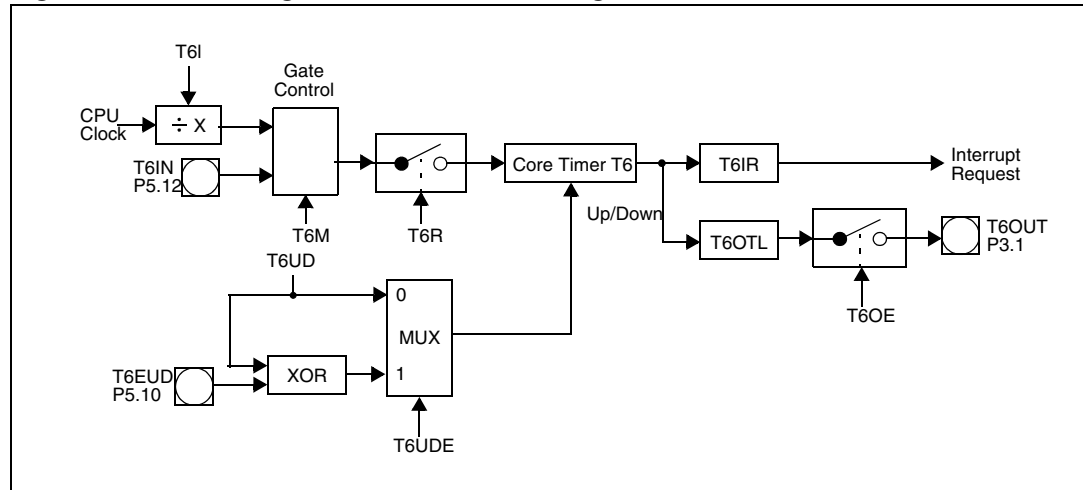 T6I
Gate
Control
CPU
Clock
÷ X
T6IN
P5.12
Core Timer T6
T6IR
Interrupt
Request
Up/Down
T6M
T6R
T6OTL
T6OUT
P3.1
T6UD
T6OE
0
MUX
T6EUD
P5.10
XOR
1
T6UDE